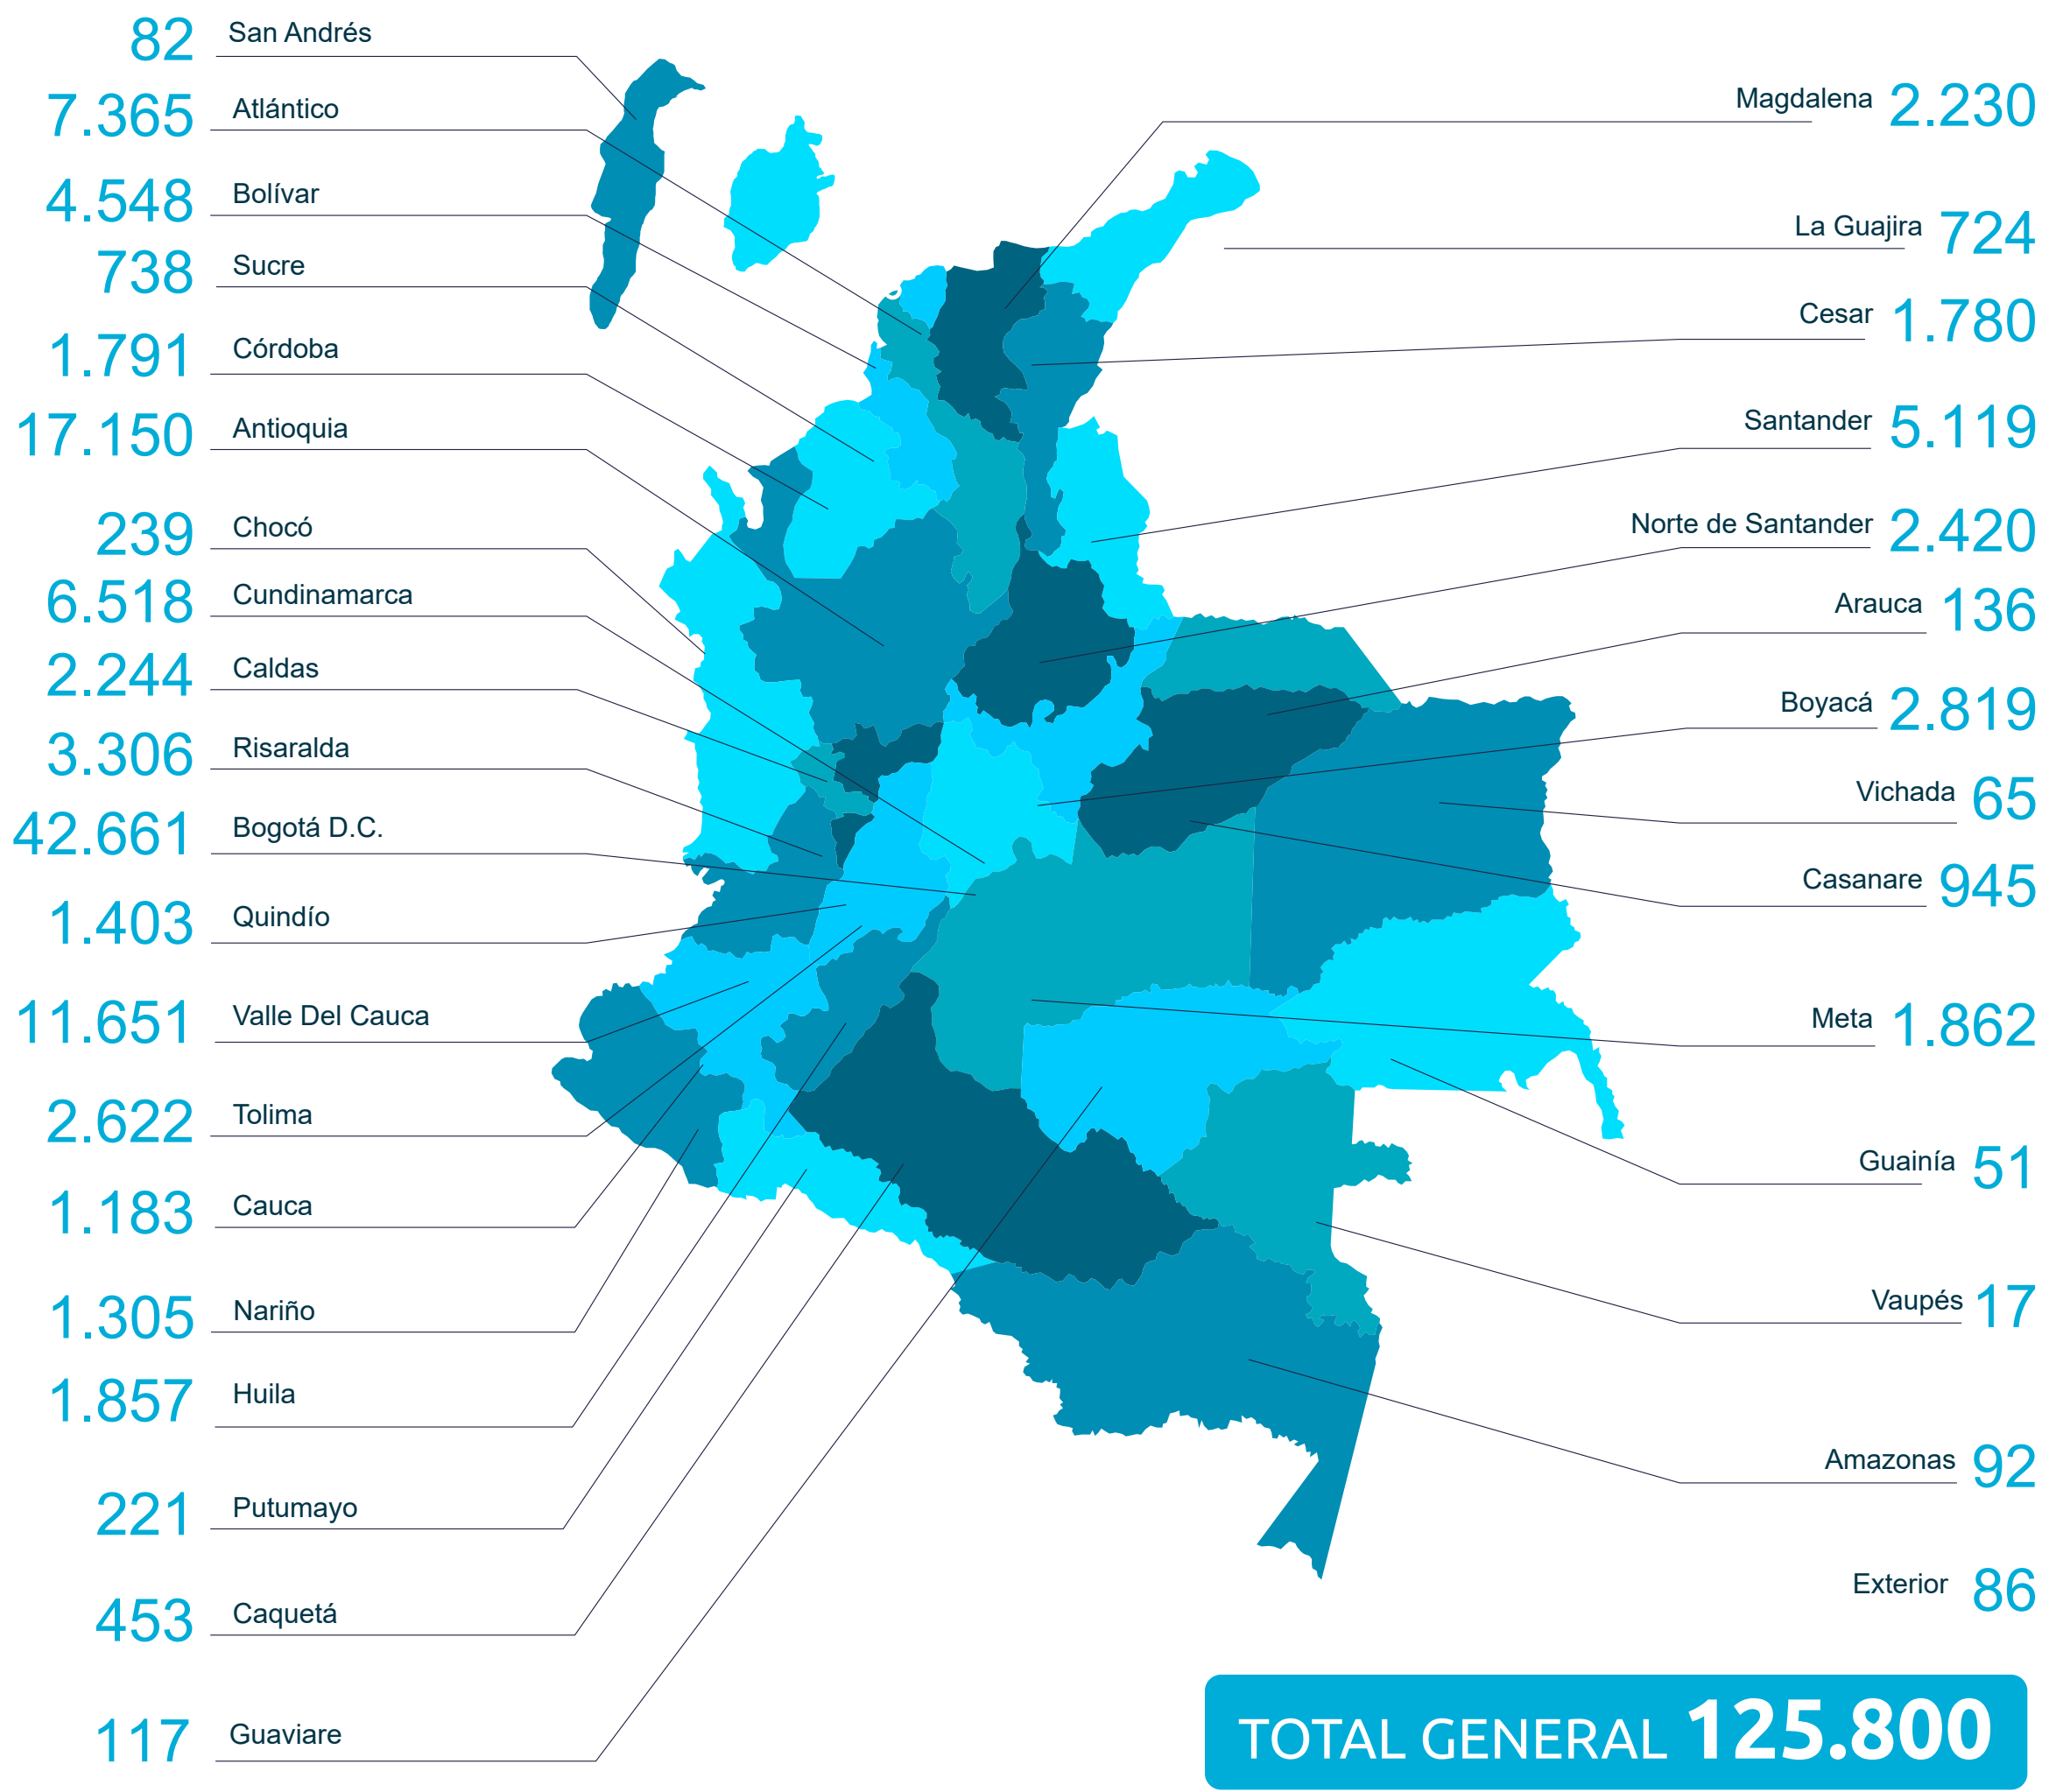 82 San Andrés
7.365 Atlántico
4.548 Bolívar
738 Sucre
1.791 Córdoba
17.150 Antioquia
239 Chocó
6.518 Cundinamarca
2.244 Caldas
3.306 Risaralda
42.661 Bogotá D.C.
1.403 Quindío
11.651 Valle Del Cauca
2.622 Tolima
1.183 Cauca
1.305 Nariño
1.857 Huila
221 Putumayo
453 Caquetá
117 Guaviare
Magdalena 2.230
La Guajira 724
Cesar 1.780
Santander 5.119
Norte de Santander 2.420
Arauca 136
Boyacá 2.819
Vichada 65
Casanare 945
Meta 1.862
Guainía 51
Vaupés 17
Amazonas 92
Exterior 86
TOTAL GENERAL 125.800